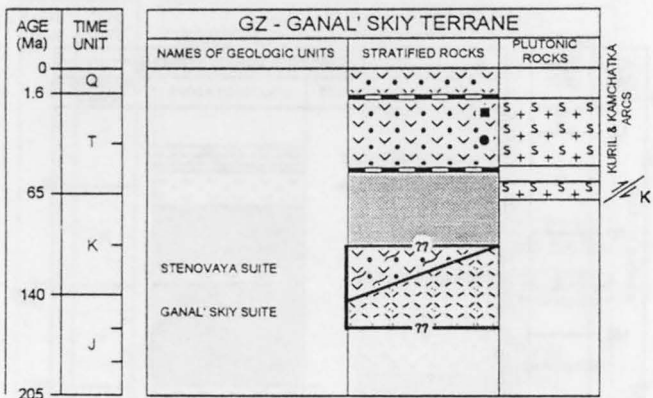 AGE (Ma)
TIME UNIT
GZ - GANAL' SKIY TERRANE
NAMES OF GEOLOGIC UNITS
STRATIFIED ROCKS
PLUTONIC ROCKS
0
Q
1.6
T
65
K
140
J
205
STENOVAYA SUITE
GANAL' SKIY SUITE
??
??
S S S S
S S S S
S S S S
S S S S
KURIL & KAMCHATKA ARCS
K